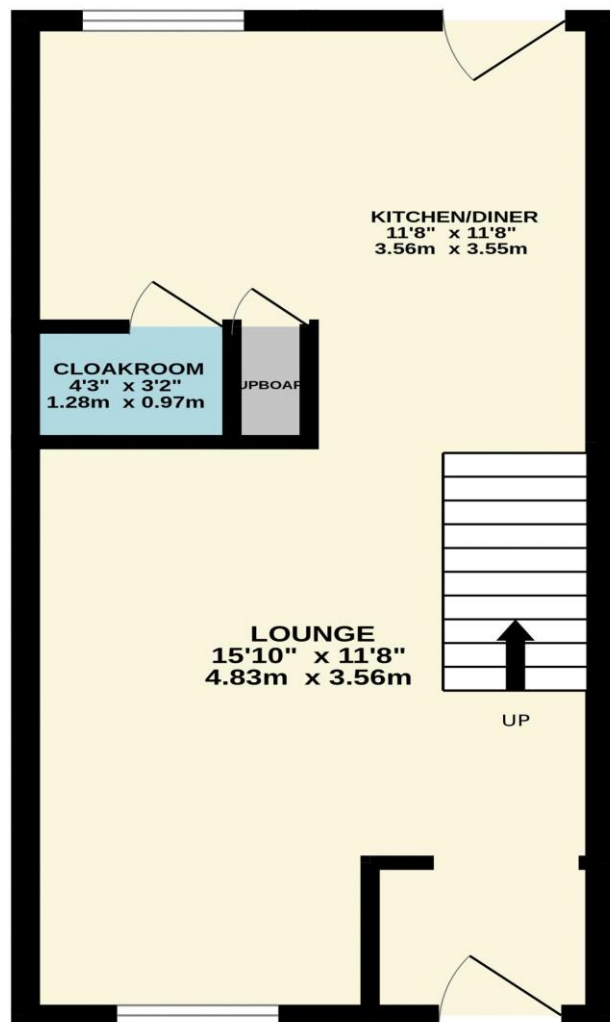 KITCHEN/DINER
11'8" x 11'8"
3.56m x 3.55m
CLOAKROOM
4'3" x 3'2"
1.28m x 0.97m
UPBOAR
LOUNGE
15'10" x 11'8"
4.83m x 3.56m
UP